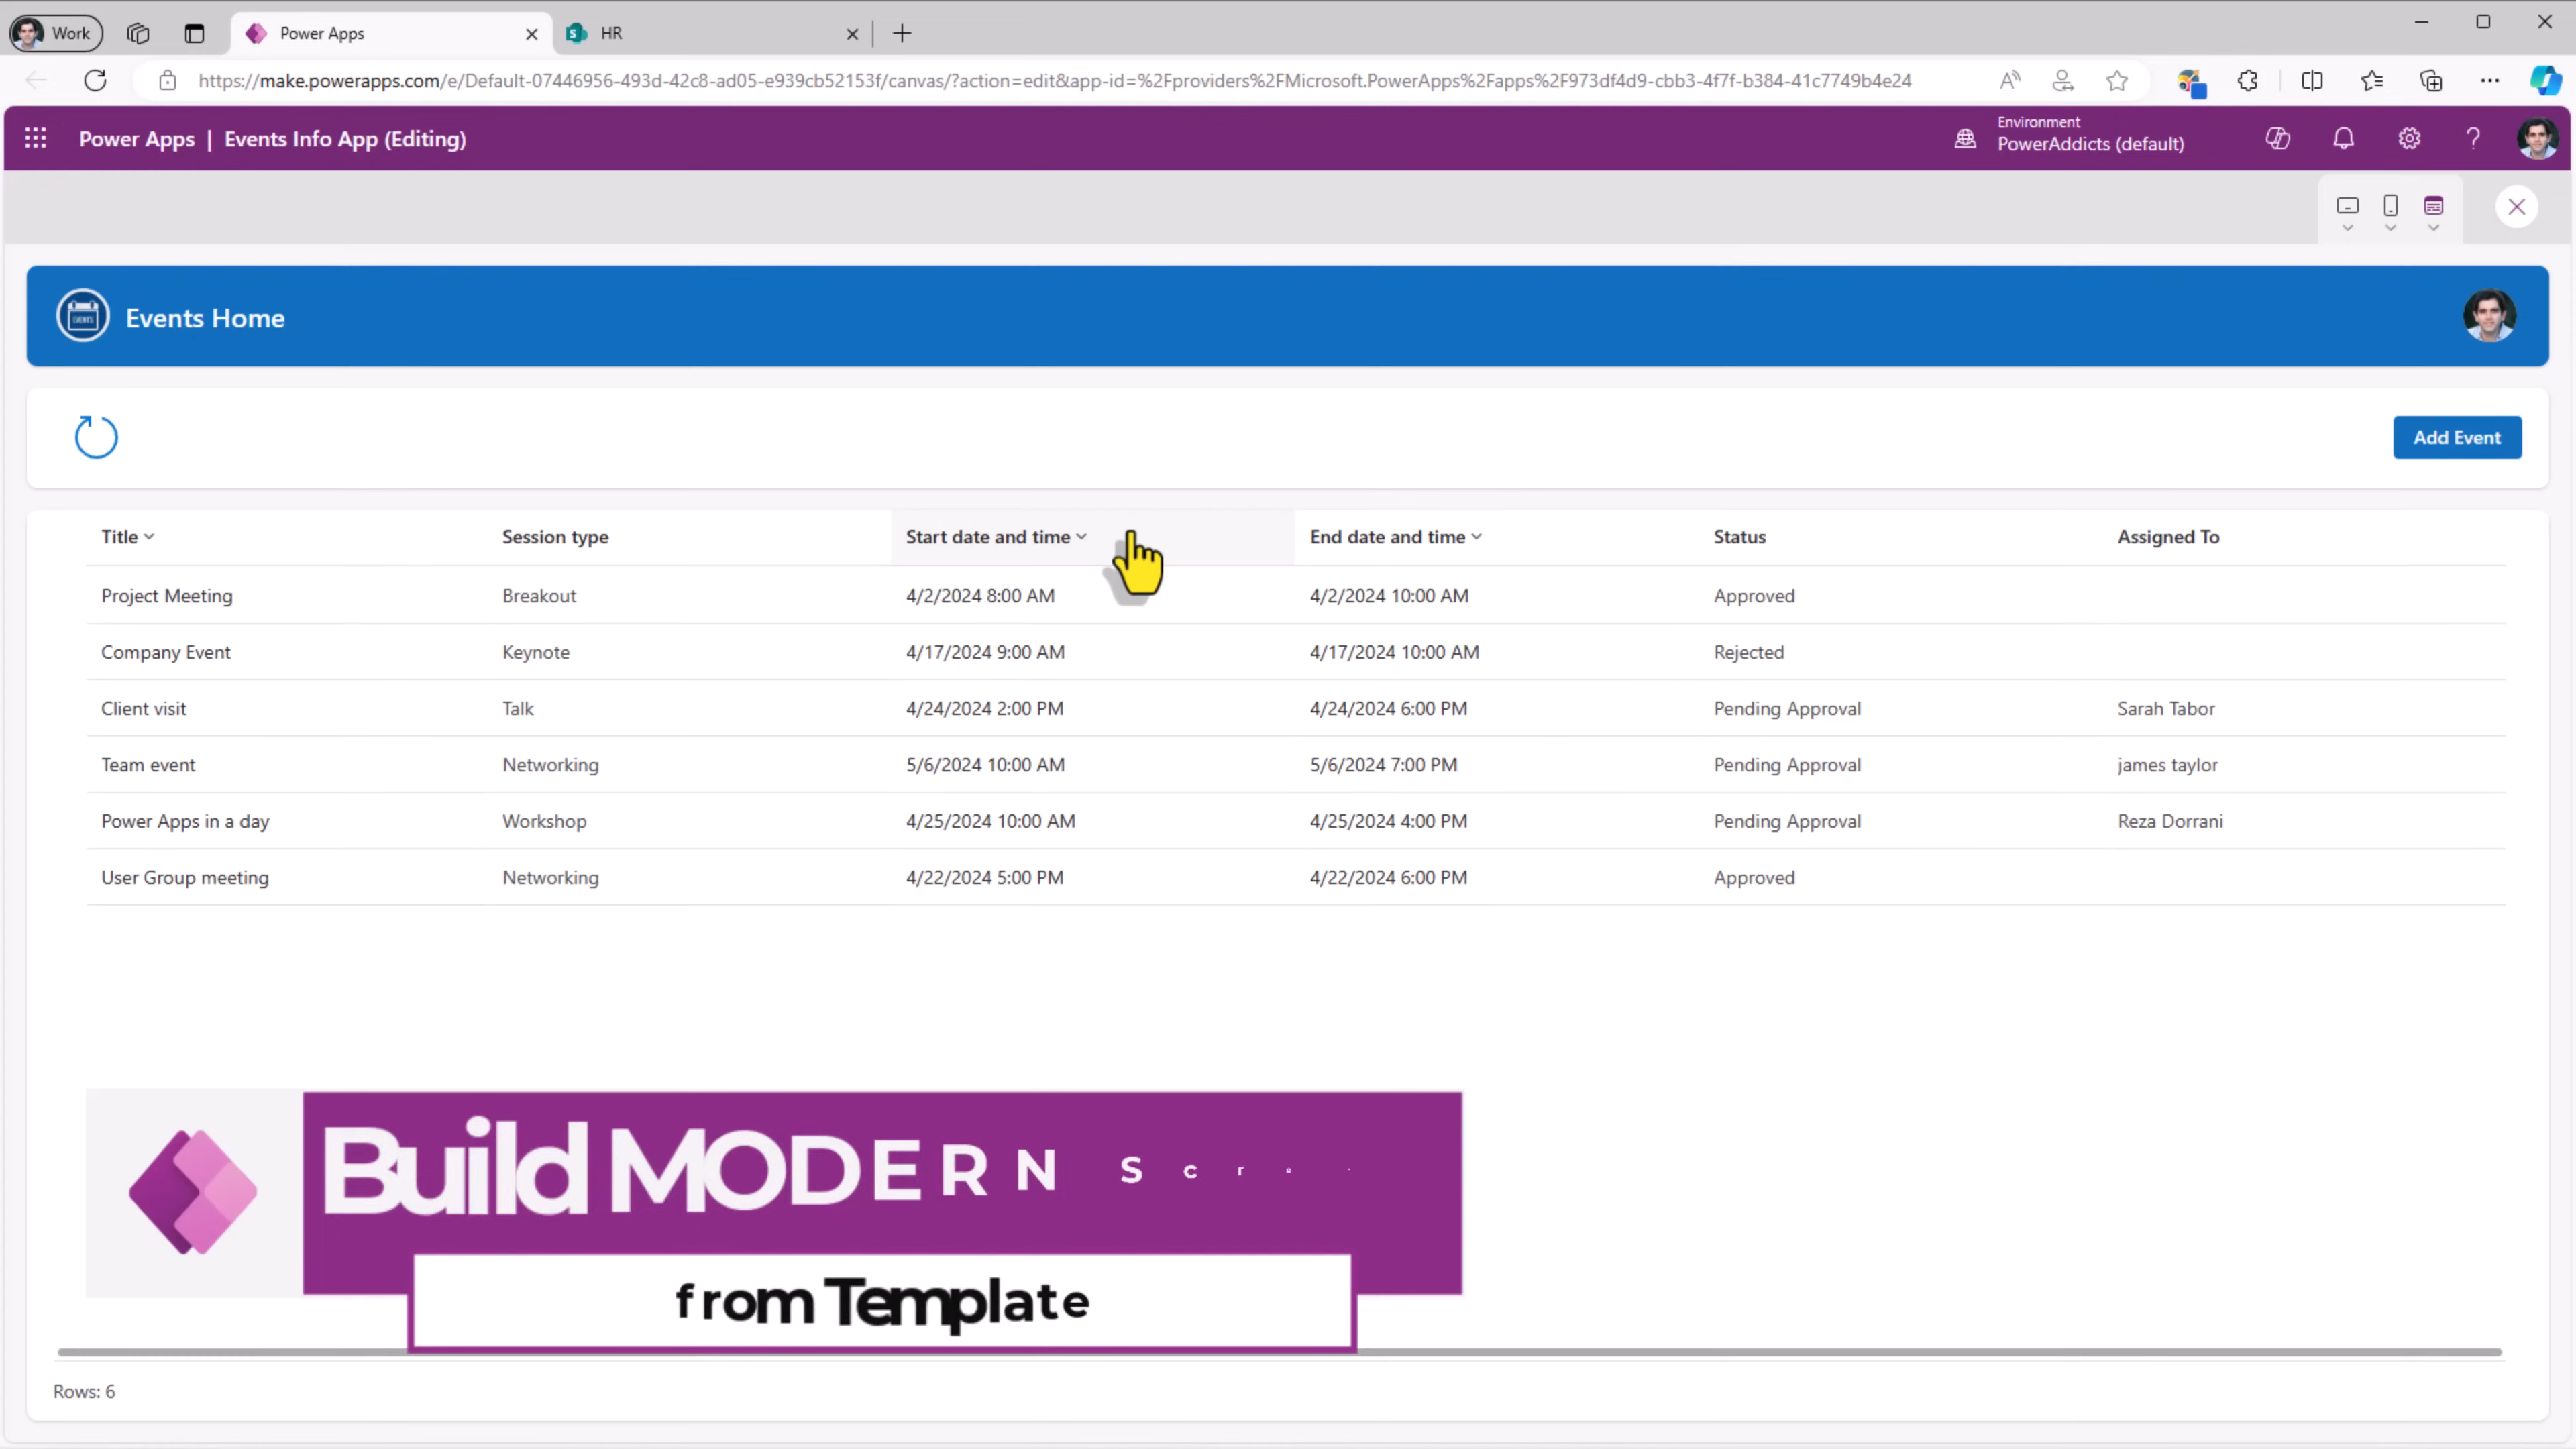 Work
Power Apps
HR
https://make.powerapps.com/e/Default-07446956-493d-42c8-ad05-e939cb52153f/canvas/?action=edit&app-id=%2Fproviders%2FMicrosoft.PowerApps%2Fapps%2F973df4d9-cbb3-4f7f-b384-41c7749b4e24
Power Apps | Events Info App (Editing)
Environment
PowerAddicts (default)
EVENTS
Events Home
Add Event
Title Session type Start date and time End date and time Status Assigned To
Project Meeting Breakout 4/2/2024 8:00 AM 4/2/2024 10:00 AM Approved
Company Event Keynote 4/17/2024 9:00 AM 4/17/2024 10:00 AM Rejected
Client visit Talk 4/24/2024 2:00 PM 4/24/2024 6:00 PM Pending Approval Sarah Tabor
Team event Networking 5/6/2024 10:00 AM 5/6/2024 7:00 PM Pending Approval james taylor
Power Apps in a day Workshop 4/25/2024 10:00 AM 4/25/2024 4:00 PM Pending Approval Reza Dorrani
User Group meeting Networking 4/22/2024 5:00 PM 4/22/2024 6:00 PM Approved
Build MODERN Scre
from Template
Rows: 6